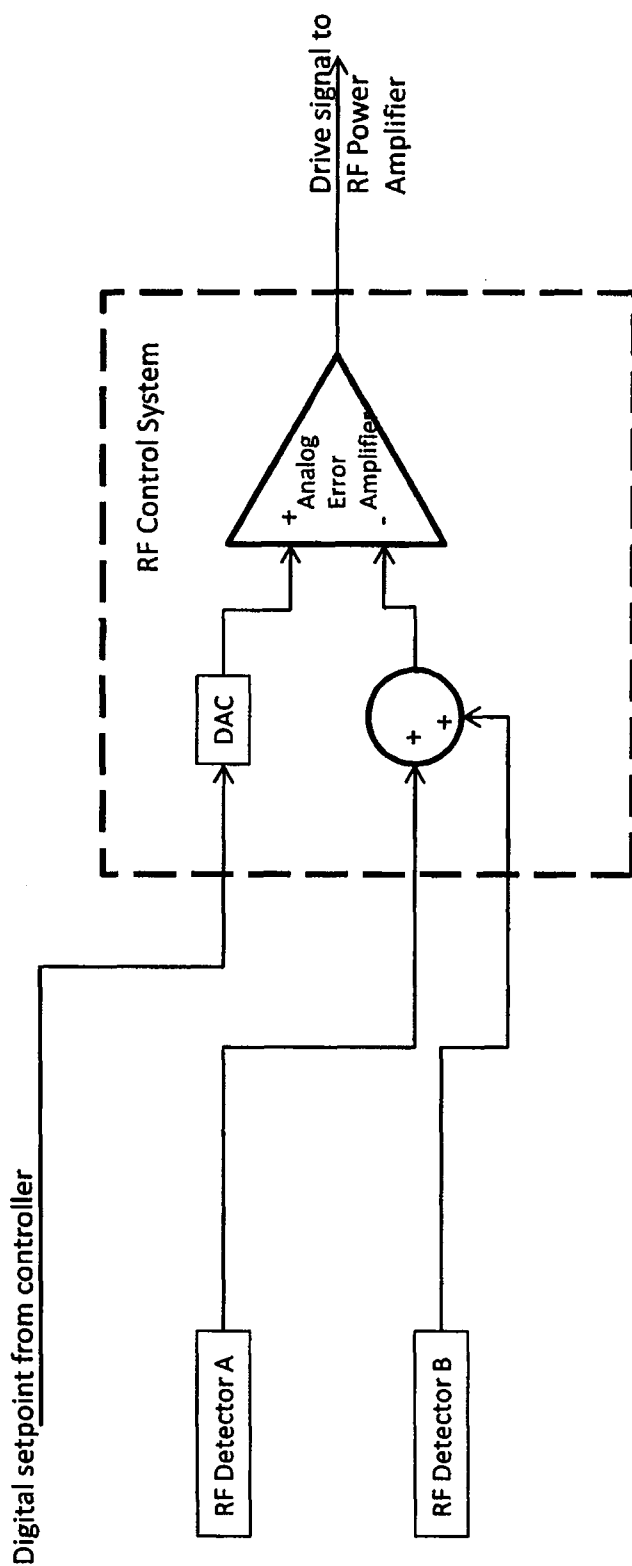 Digital setpoint from controller
RF Detector A
RF Detector B
RF Control System
DAC
+
+
+
Analog
Error
Amplifier
-
Drive signal to
RF Power
Amplifier